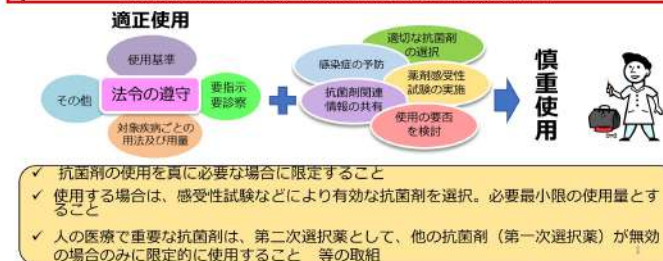 適正使用
使用基準
その他
法令の遵守
要指示
要診察
対象疾病ごとの
用法及び用量
適切な抗菌剤
の選択
感染症の予防
薬剤感受性
試験の実施
抗菌剤関連
情報の共有
使用の要否
を検討
慎重使用
✓ 抗菌剤の使用を真に必要な場合に限定すること
✓ 使用する場合は、感受性試験などにより有効な抗菌剤を選択。必要最小限の使用量とす
ること
✓ 人の医療で重要な抗菌剤は、第二次選択薬として、他の抗菌剤（第一次選択薬）が無効
の場合のみに限定的に使用すること 等の取組